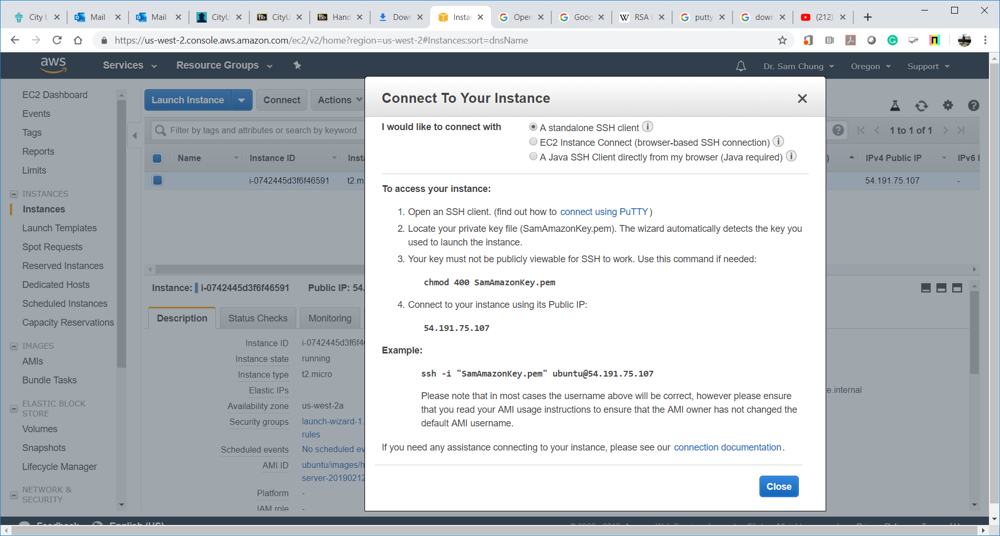 City U
Mail
Mail
CityU
Bb
CityU
Bb
Hand
Down
Instan
Open
Goog
W
RSA (
putty
down
(212)
https://us-west-2.console.aws.amazon.com/ec2/v2/home?region=us-west-2#Instances:sort=dnsName
aws
Services
Resource Groups
Dr. Sam Chung
Oregon
Support
EC2 Dashboard
Events
Tags
Reports
Limits
INSTANCES
Instances
Launch Templates
Spot Requests
Reserved Instances
Dedicated Hosts
Scheduled Instances
Capacity Reservations
IMAGES
AMIs
Bundle Tasks
ELASTIC BLOCK
STORE
Volumes
Snapshots
Lifecycle Manager
NETWORK &
SECURITY
Launch Instance
Connect
Actions
Filter by tags and attributes or search by keyword
1 to 1 of 1
Name
Instance ID
Insta
)
IPv4 Public IP
IPv6 I
i-0742445d3f6f46591
t2.m
54.191.75.107
-
Instance: i-0742445d3f6f46591 Public IP: 54.
Description
Status Checks
Monitoring
Instance ID i-0742445d3f6f46
Instance state running
Instance type t2.micro
Elastic IPs
Availability zone us-west-2a
Security groups launch-wizard-1.
rules
Scheduled events No scheduled ev
AMI ID ubuntu/images/h
server-20190212
Platform -
IAM role -
e.internal
Connect To Your Instance
I would like to connect with
A standalone SSH client
EC2 Instance Connect (browser-based SSH connection)
A Java SSH Client directly from my browser (Java required)
To access your instance:
1. Open an SSH client. (find out how to connect using PuTTY)
2. Locate your private key file (SamAmazonKey.pem). The wizard automatically detects the key you
used to launch the instance.
3. Your key must not be publicly viewable for SSH to work. Use this command if needed:
chmod 400 SamAmazonKey.pem
4. Connect to your instance using its Public IP:
54.191.75.107
Example:
ssh -i "SamAmazonKey.pem" ubuntu@54.191.75.107
Please note that in most cases the username above will be correct, however please ensure
that you read your AMI usage instructions to ensure that the AMI owner has not changed the
default AMI username.
If you need any assistance connecting to your instance, please see our connection documentation.
Close
Feedback
English (US)